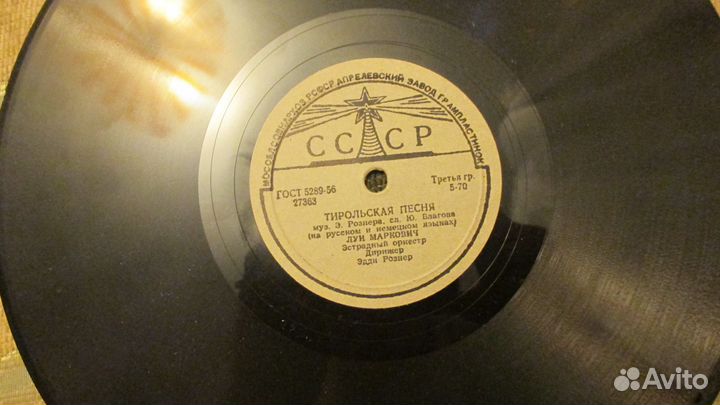 МОСОБЛСОВНАРХОЗ РСФСР АПРЕЛЕВСКИЙ ЗАВОД ГРАМПЛАСТИНОК
СССР
ГОСТ 5289-56
27363
Третья гр.
5-70
ТИРОЛЬСКАЯ ПЕСНЯ
муз. Э. Рознера, сл. Ю. Благова
(на русском и немецком языках)
ЛУИ МАРКОВИЧ
Эстрадный оркестр
Дирижер
Эдди Рознер
Avito